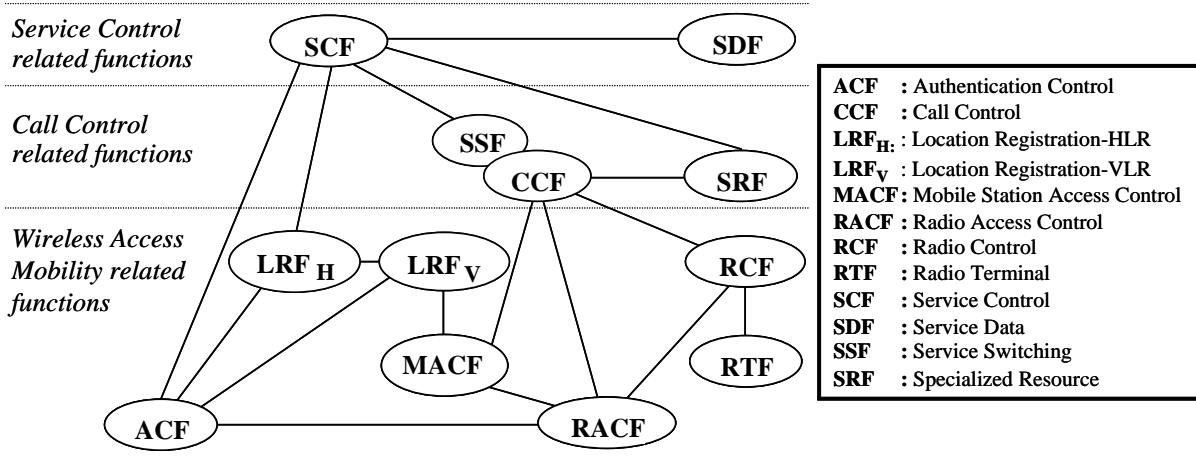 Service Control
related functions
SCF
SDF
Call Control
related functions
SSF
CCF
SRF
Wireless Access
Mobility related
functions
LRF H
LRF V
RCF
MACF
RTF
ACF
RACF
ACF : Authentication Control
CCF : Call Control
LRFH: : Location Registration-HLR
LRFV : Location Registration-VLR
MACF : Mobile Station Access Control
RACF : Radio Access Control
RCF : Radio Control
RTF : Radio Terminal
SCF : Service Control
SDF : Service Data
SSF : Service Switching
SRF : Specialized Resource